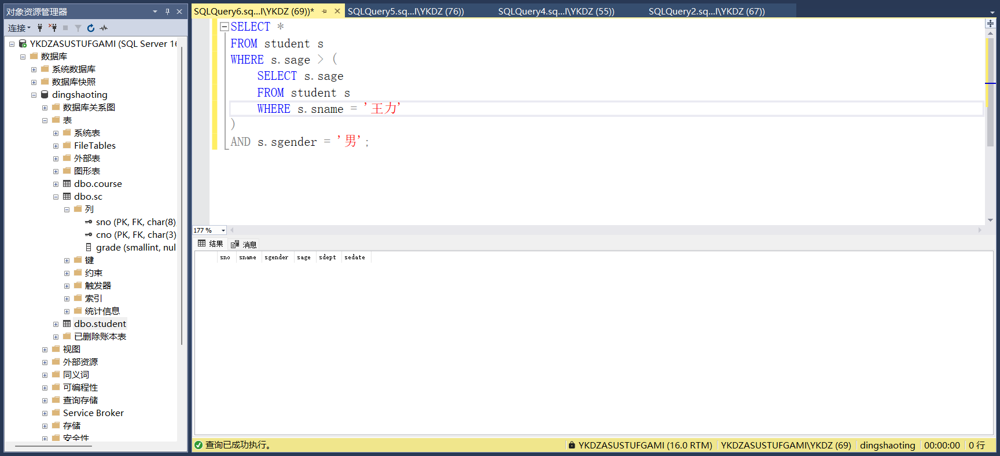 对象资源管理器
连接
YKDZASUSTUFGAMI (SQL Server 16
数据库
系统数据库
数据库快照
dingshaoting
数据库关系图
表
系统表
FileTables
外部表
图形表
dbo.course
dbo.sc
列
sno (PK, FK, char(8)
cno (PK, FK, char(3)
grade (smallint, nul
键
约束
触发器
索引
统计信息
dbo.student
已删除账本表
视图
外部资源
同义词
可编程性
查询存储
Service Broker
存储
安全性
SQLQuery6.sq...I\YKDZ (69))*
SQLQuery5.sq...I\YKDZ (76))
SQLQuery4.sq...I\YKDZ (55))
SQLQuery2.sq...I\YKDZ (67))
SELECT *
FROM student s
WHERE s.sage > (
SELECT s.sage
FROM student s
WHERE s.sname = '王力'
)
AND s.sgender = '男';
177 %
结果
消息
sno sname sgender sage sdept sedate
查询已成功执行。
YKDZASUSTUFGAMI (16.0 RTM)
YKDZASUSTUFGAMI\YKDZ (69)
dingshaoting
00:00:00
0 行